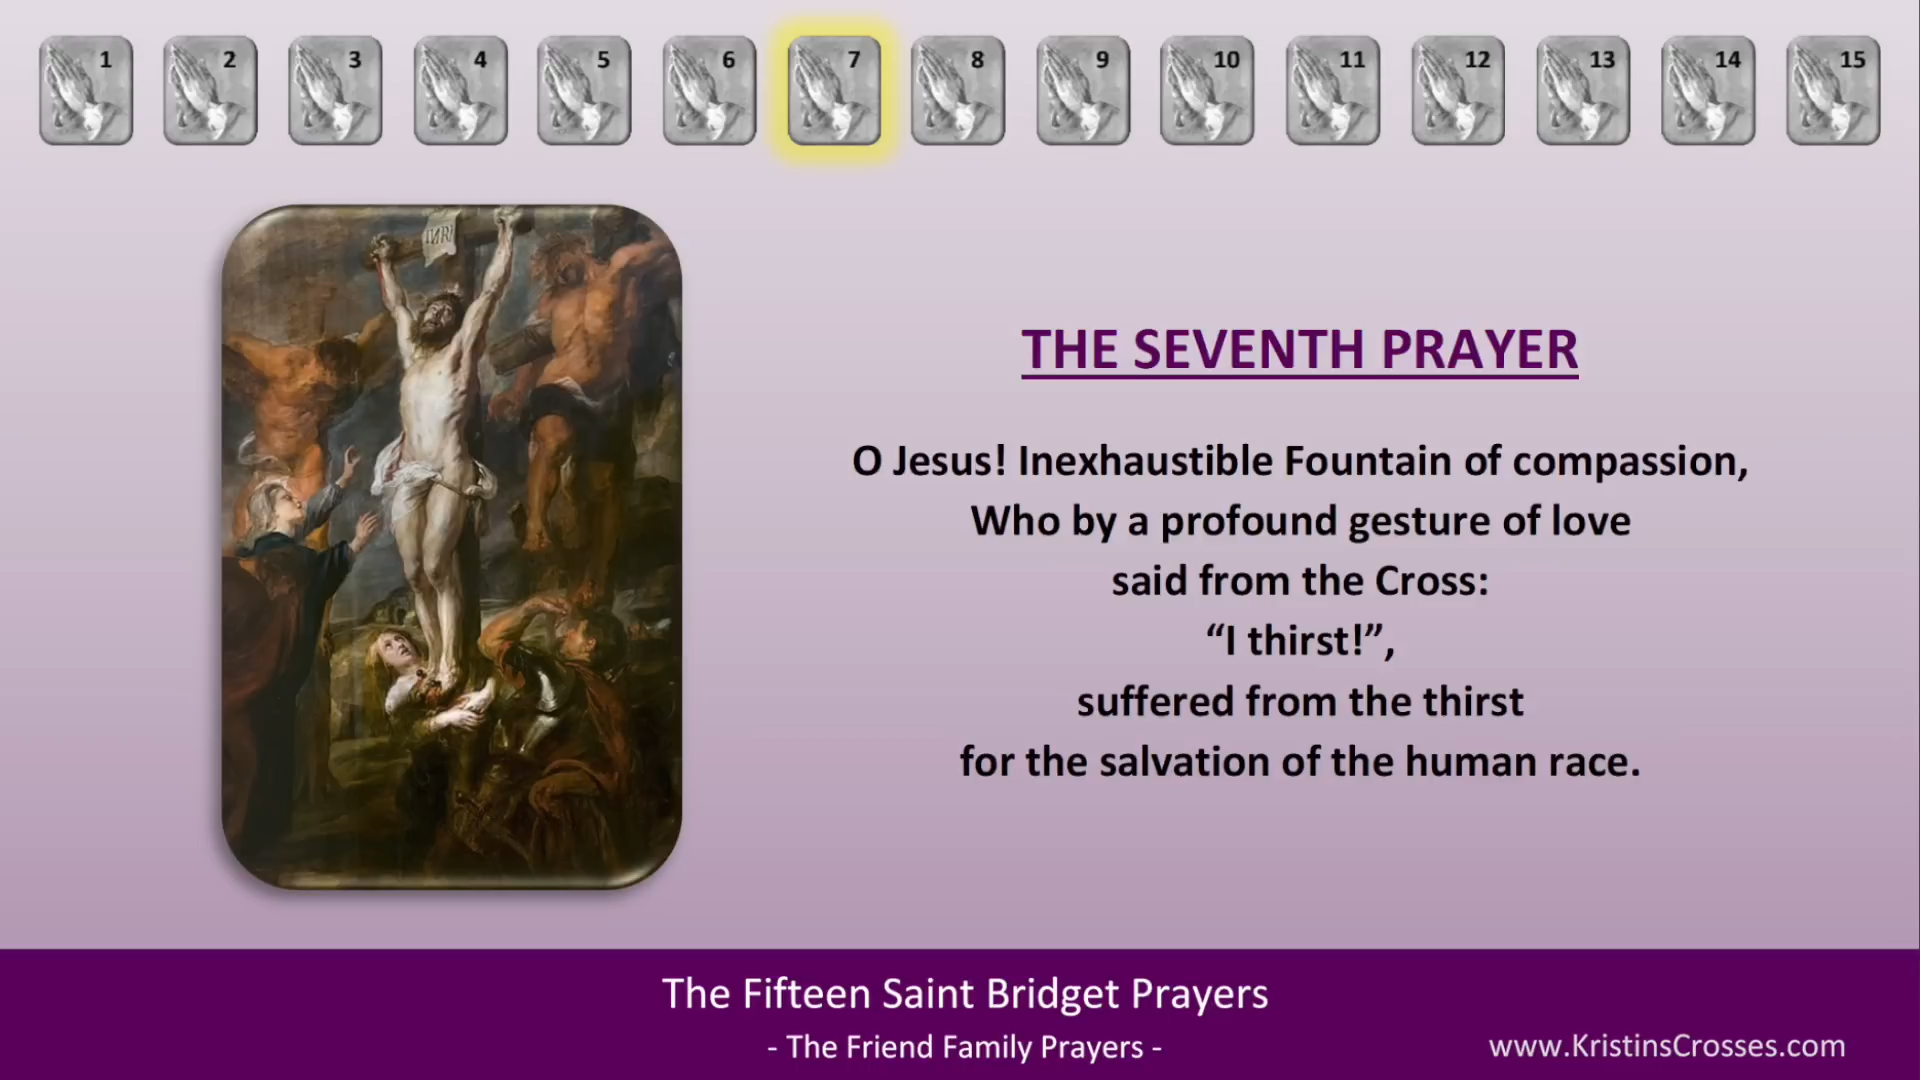 1 2 3 4 5 6 7 8 9 10 11 12 13 14 15
INRI
THE SEVENTH PRAYER
O Jesus! Inexhaustible Fountain of compassion,
Who by a profound gesture of love
said from the Cross:
“I thirst!”,
suffered from the thirst
for the salvation of the human race.
The Fifteen Saint Bridget Prayers
- The Friend Family Prayers -
www.KristinsCrosses.com